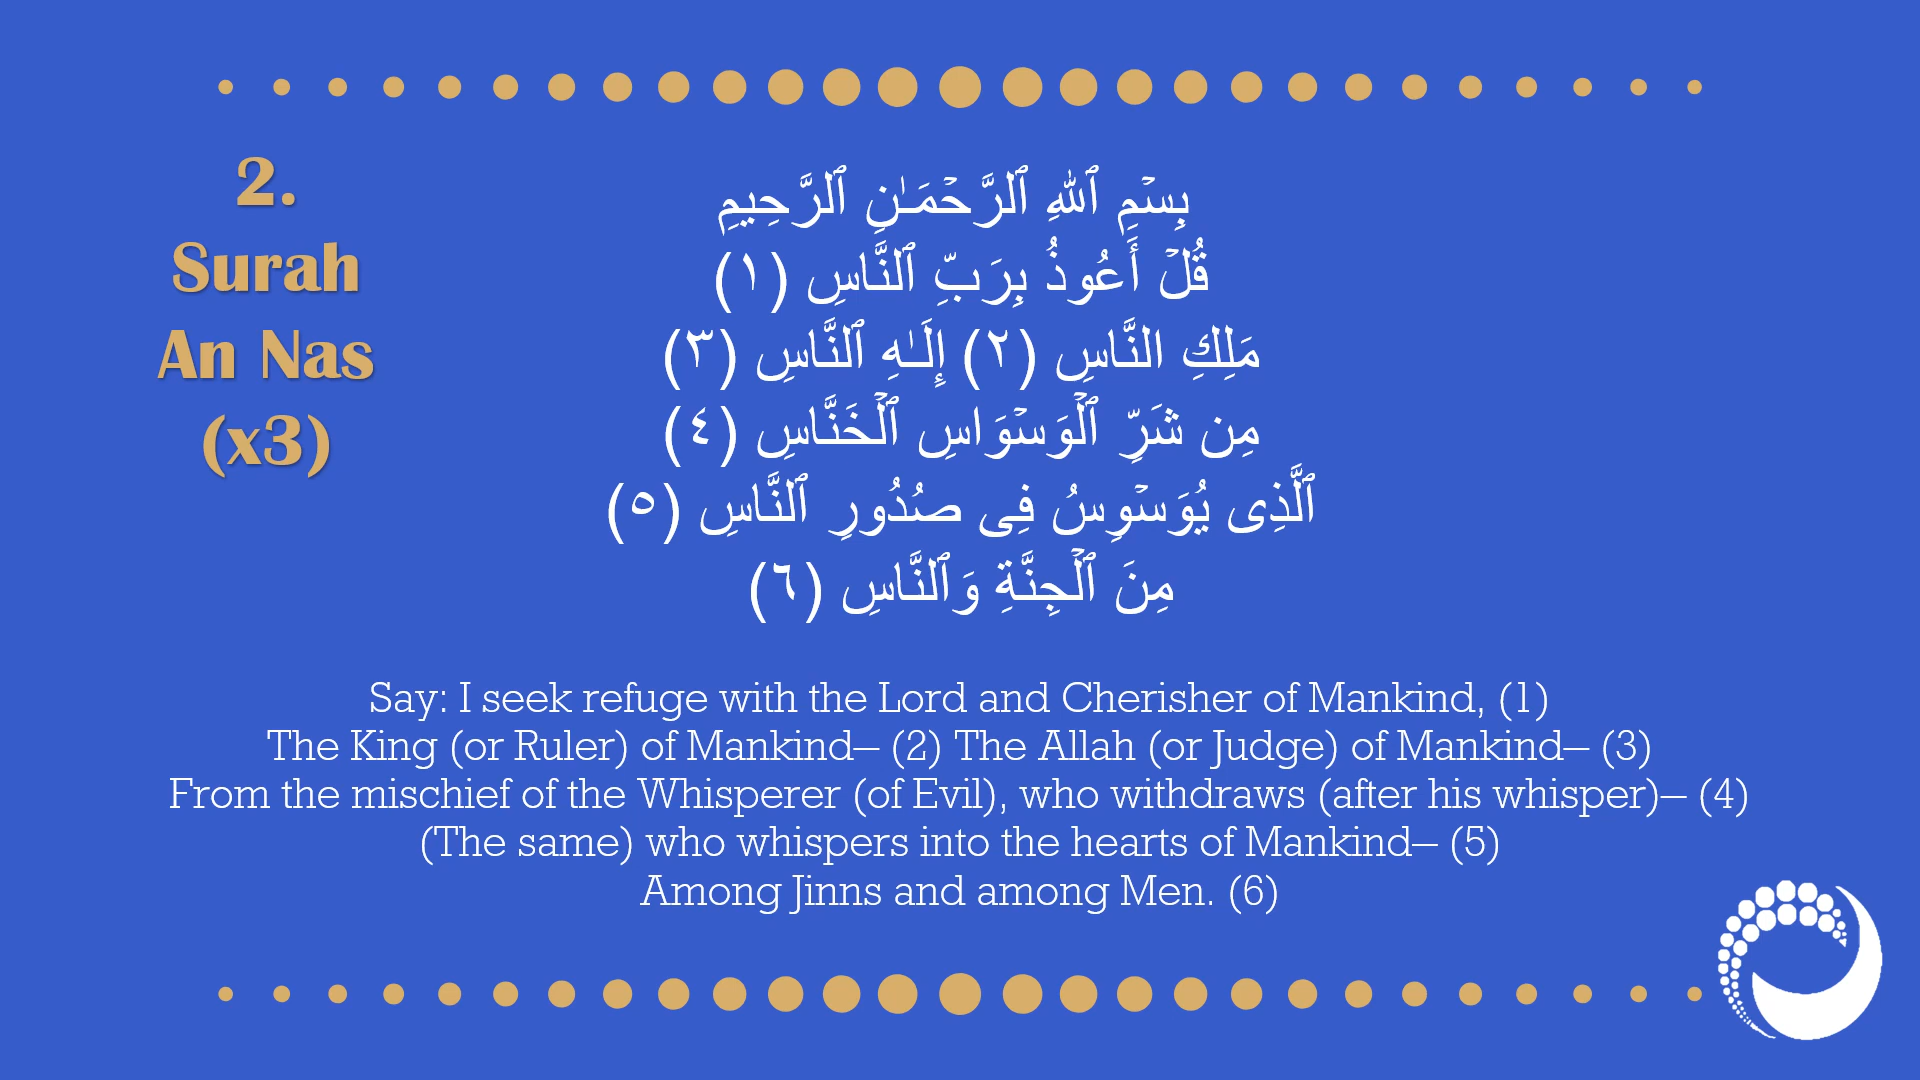 2.
Surah
An Nas
(x3)
بِسۡمِ ٱللهِ ٱلرَّحۡمَـٰنِ ٱلرَّحِيمِ
قُلۡ أَعُوذُ بِرَبِّ ٱلنَّاسِ (١)
مَلِكِ النَّاسِ (٢) إِلَـٰهِ ٱلنَّاسِ (٣)
مِن شَرِّ ٱلۡوَسۡوَاسِ ٱلۡخَنَّاسِ (٤)
ٱلَّذِى يُوَسۡوِسُ فِى صُدُورِ ٱلنَّاسِ (٥)
مِنَ ٱلۡجِنَّةِ وَٱلنَّاسِ (٦)
Say: I seek refuge with the Lord and Cherisher of Mankind, (1)
The King (or Ruler) of Mankind— (2) The Allah (or Judge) of Mankind— (3)
From the mischief of the Whisperer (of Evil), who withdraws (after his whisper)— (4)
(The same) who whispers into the hearts of Mankind— (5)
Among Jinns and among Men. (6)